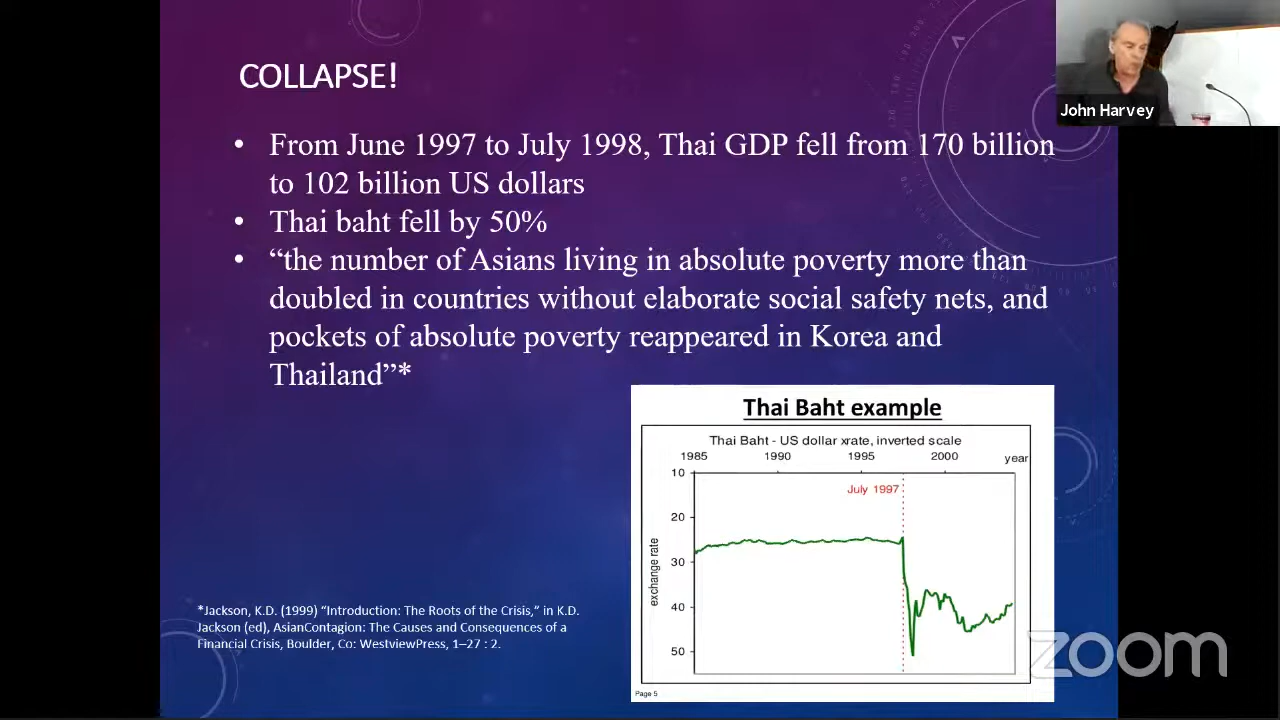 COLLAPSE!
John Harvey
• From June 1997 to July 1998, Thai GDP fell from 170 billion
to 102 billion US dollars
• Thai baht fell by 50%
• “the number of Asians living in absolute poverty more than
doubled in countries without elaborate social safety nets, and
pockets of absolute poverty reappeared in Korea and
Thailand”*
Thai Baht example
Thai Baht - US dollar xrate, inverted scale
1985 1990 1995 2000 year
10
July 1997
20
30
40
50
exchange rate
Page 5
*Jackson, K.D. (1999) “Introduction: The Roots of the Crisis,” in K.D.
Jackson (ed), AsianContagion: The Causes and Consequences of a
Financial Crisis, Boulder, Co: WestviewPress, 1–27 : 2.
zoom